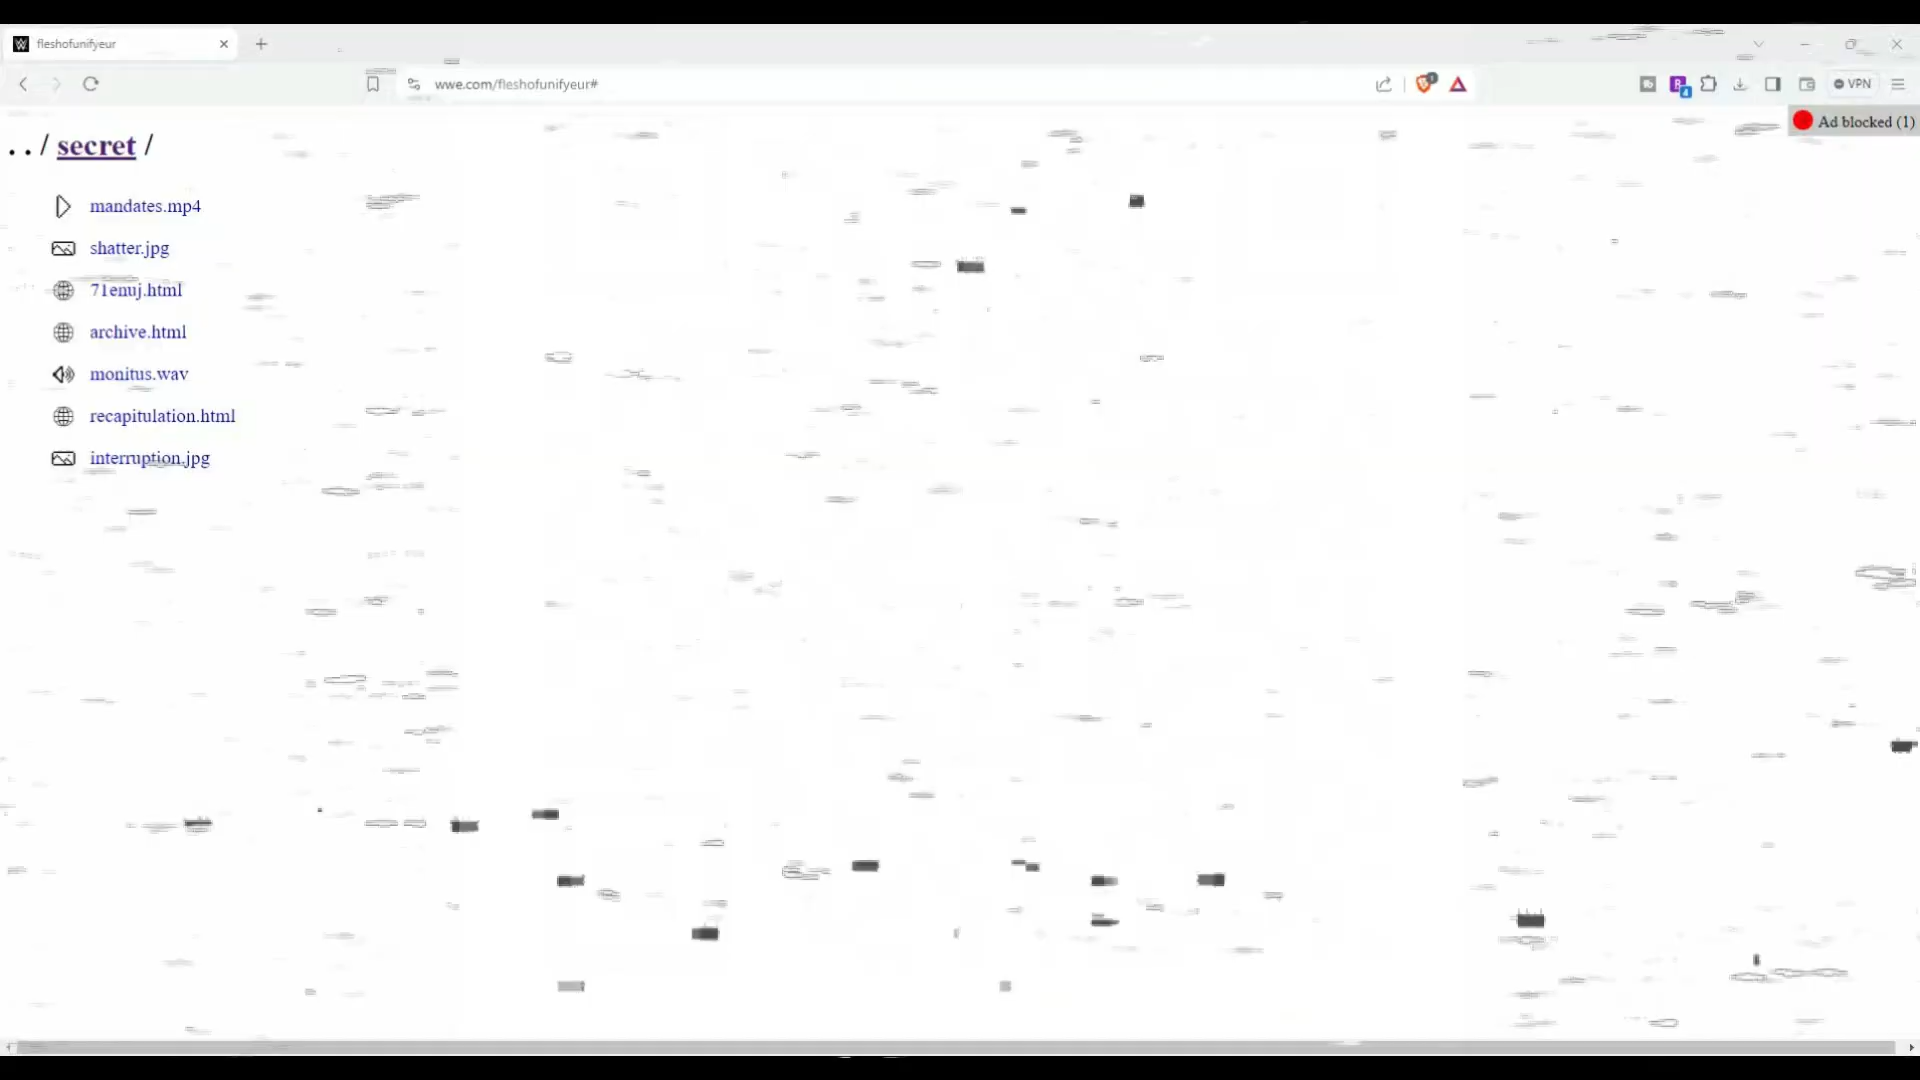 fleshofunifyeur
wwe.com/fleshofunifyeur#
VPN
Ad blocked (1)
. . / secret /
mandates.mp4
shatter.jpg
71enuj.html
archive.html
monitus.wav
recapitulation.html
interruption.jpg